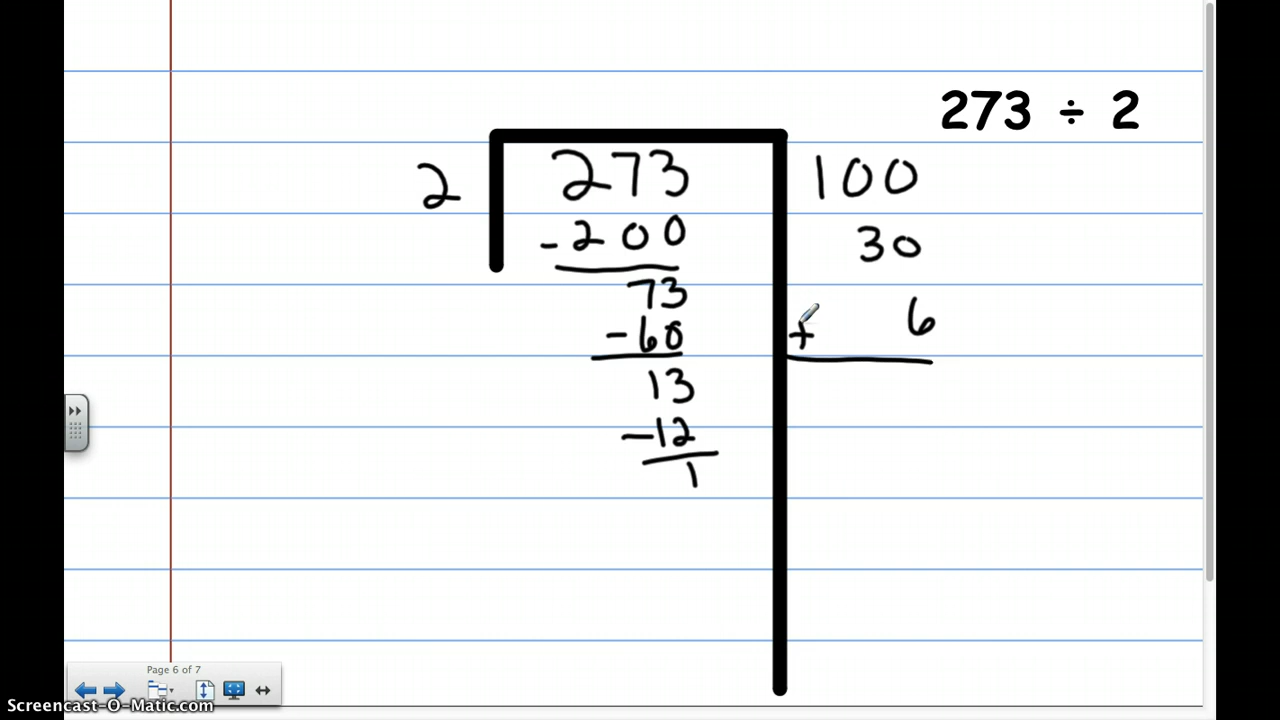 273 ÷ 2
2 273 100
-200 30
73
-60 + 6
13
-12
1
Page 6 of 7
Screencast-O-Matic.com